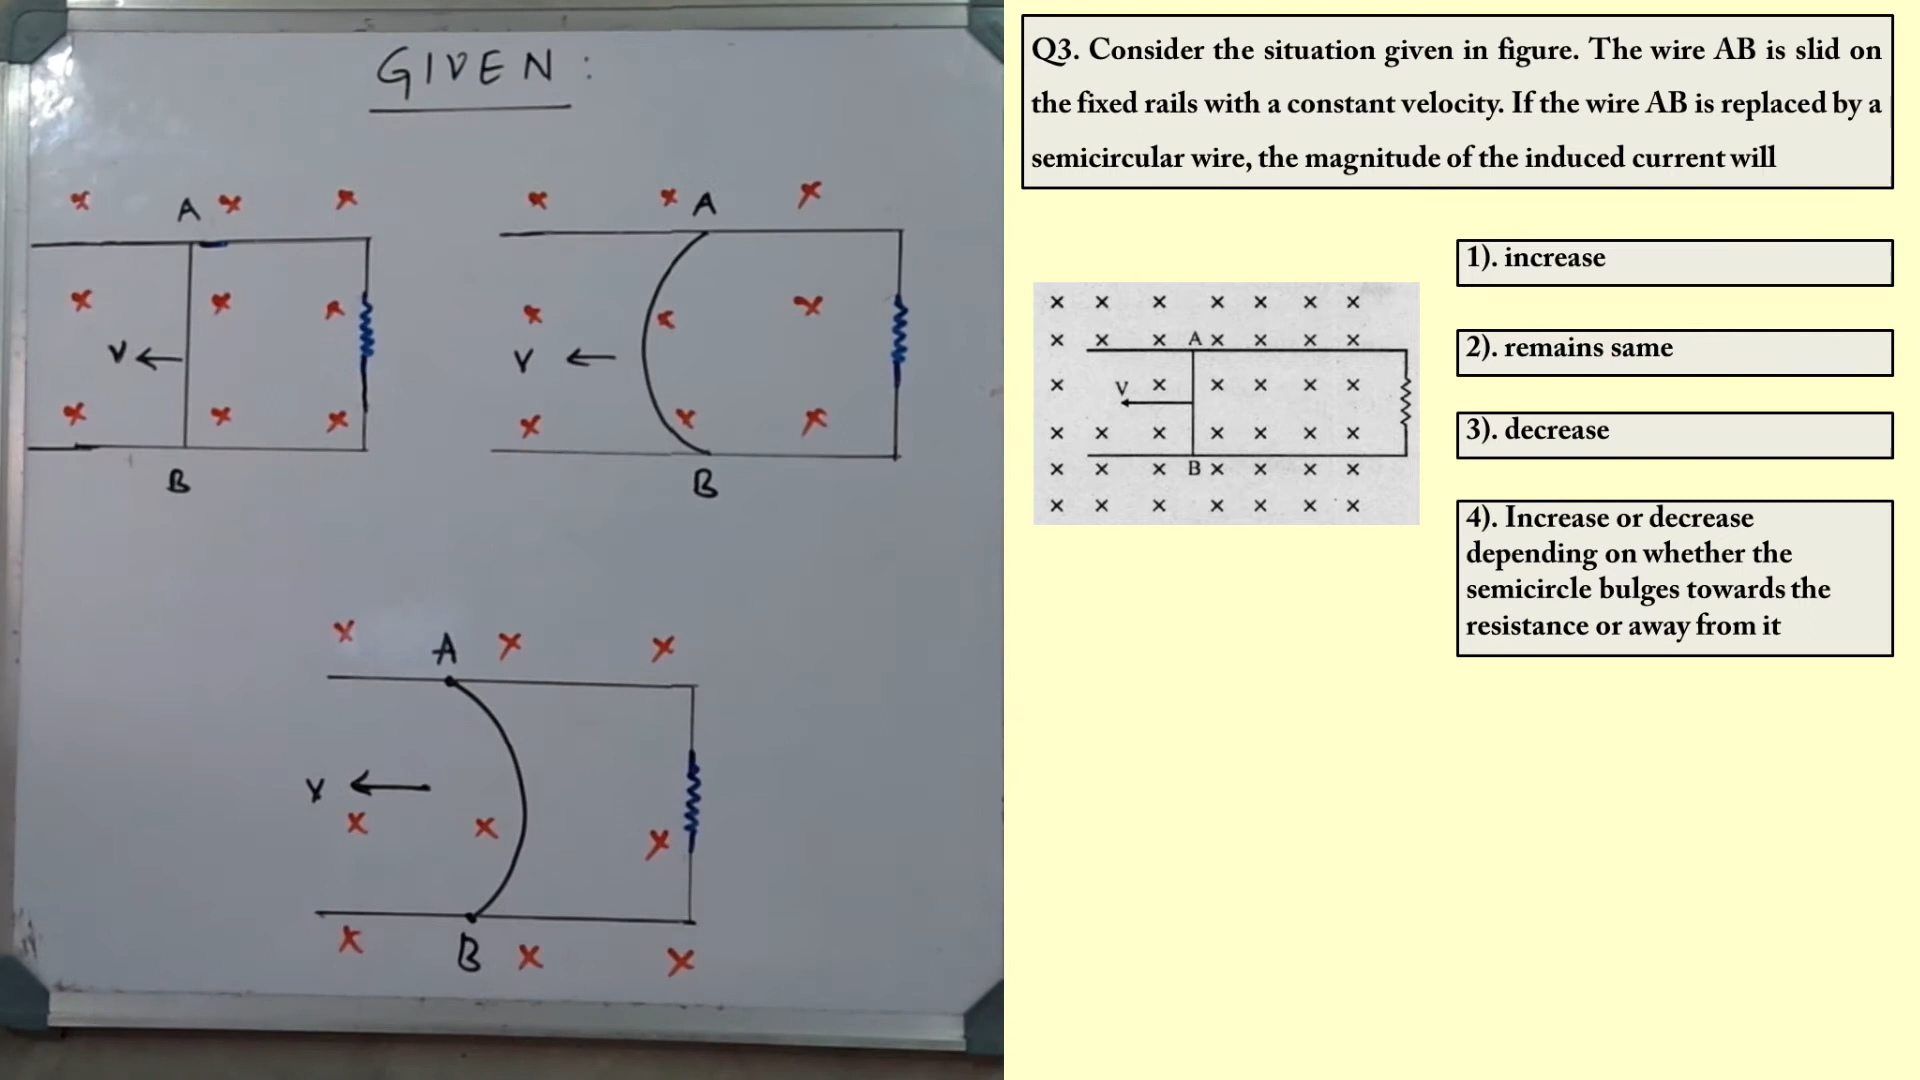 GIVEN :
A
V
B
A
V
B
A
V
B
Q3. Consider the situation given in figure. The wire AB is slid on
the fixed rails with a constant velocity. If the wire AB is replaced by a
semicircular wire, the magnitude of the induced current will
A
V
B
1). increase
2). remains same
3). decrease
4). Increase or decrease
depending on whether the
semicircle bulges towards the
resistance or away from it